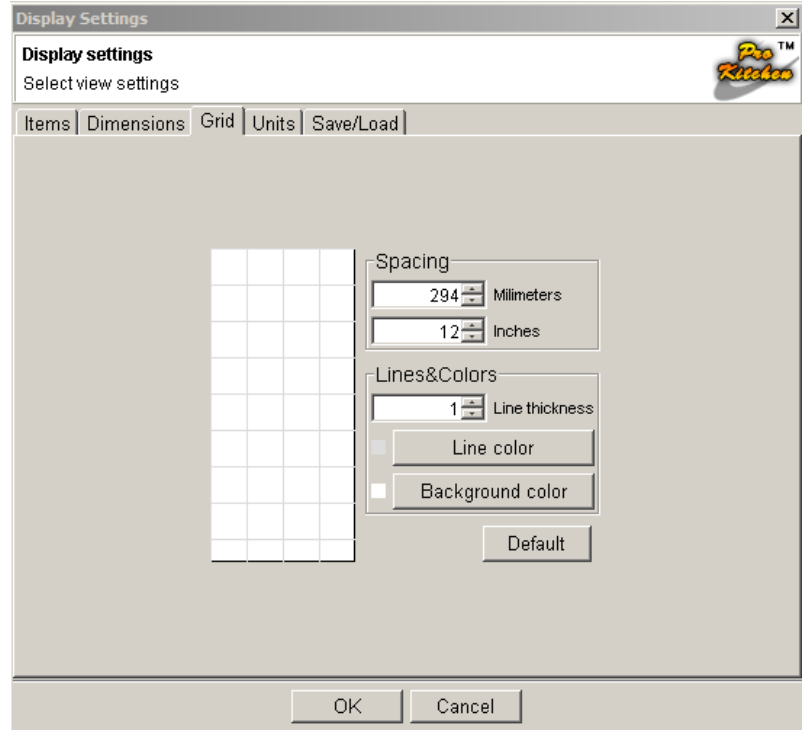 Display Settings
Display settings
Select view settings
Pro TM
Kitchen
Items Dimensions Grid Units Save/Load
Spacing
294 Milimeters
12 Inches
Lines&Colors
1 Line thickness
Line color
Background color
Default
OK Cancel